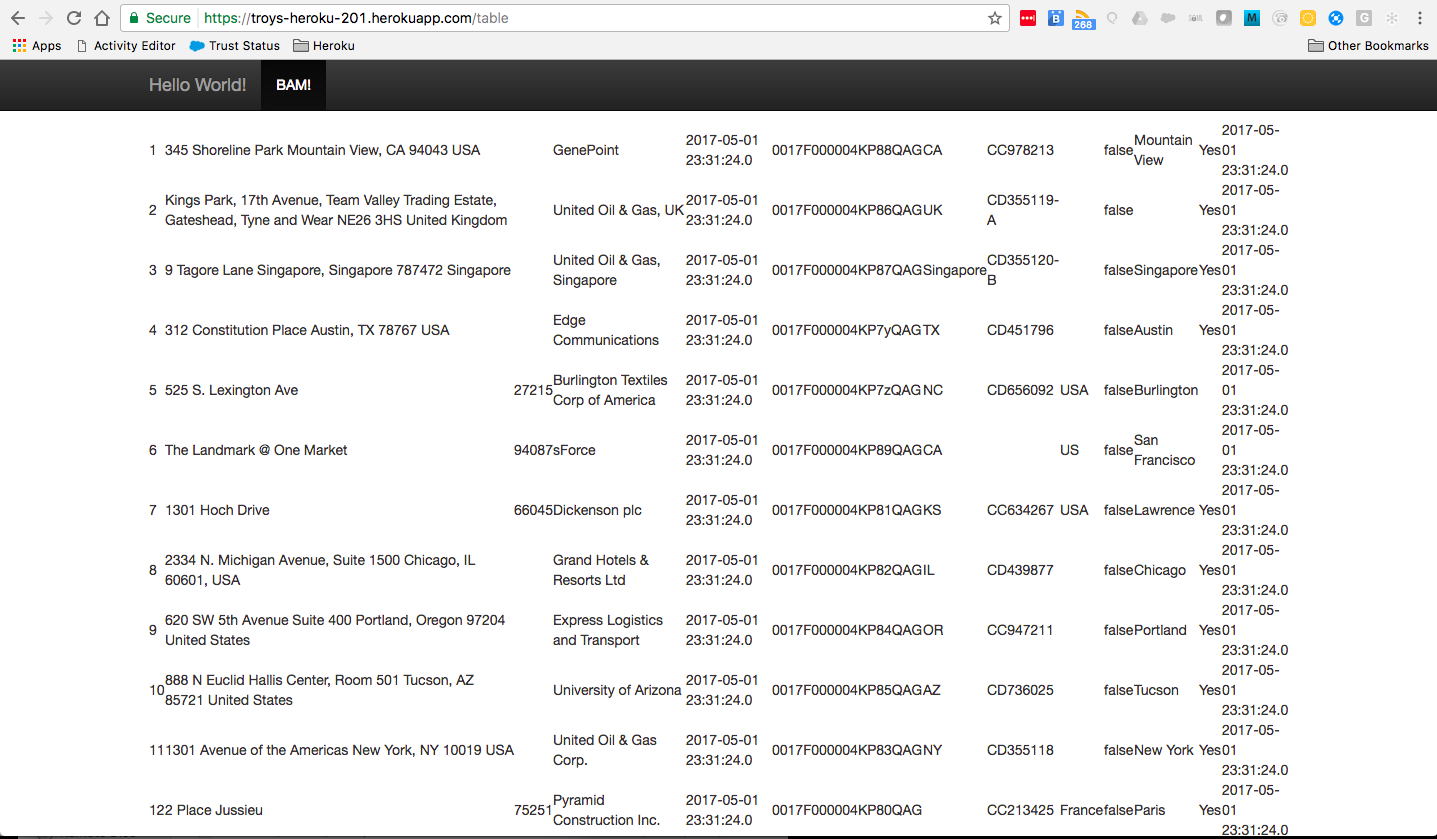 Secure https://troys-heroku-201.herokuapp.com/table
268
Apps Activity Editor Trust Status Heroku Other Bookmarks
Hello World! BAM!
1 345 Shoreline Park Mountain View, CA 94043 USA GenePoint 2017-05-01 23:31:24.0 0017F000004KP88QAG CA CC978213 false Mountain View Yes 2017-05-01 23:31:24.0
2 Kings Park, 17th Avenue, Team Valley Trading Estate, Gateshead, Tyne and Wear NE26 3HS United Kingdom United Oil & Gas, UK 2017-05-01 23:31:24.0 0017F000004KP86QAG UK CD355119-A false Yes 2017-05-01 23:31:24.0
3 9 Tagore Lane Singapore, Singapore 787472 Singapore United Oil & Gas, Singapore 2017-05-01 23:31:24.0 0017F000004KP87QAG Singapore CD355120-B false Singapore Yes 2017-05-01 23:31:24.0
4 312 Constitution Place Austin, TX 78767 USA Edge Communications 2017-05-01 23:31:24.0 0017F000004KP7yQAG TX CD451796 false Austin Yes 2017-05-01 23:31:24.0
5 525 S. Lexington Ave 27215 Burlington Textiles Corp of America 2017-05-01 23:31:24.0 0017F000004KP7zQAG NC CD656092 USA false Burlington 2017-05-01 23:31:24.0
6 The Landmark @ One Market 94087 sForce 2017-05-01 23:31:24.0 0017F000004KP89QAG CA US false San Francisco 2017-05-01 23:31:24.0
7 1301 Hoch Drive 66045 Dickenson plc 2017-05-01 23:31:24.0 0017F000004KP81QAG KS CC634267 USA false Lawrence Yes 2017-05-01 23:31:24.0
8 2334 N. Michigan Avenue, Suite 1500 Chicago, IL 60601, USA Grand Hotels & Resorts Ltd 2017-05-01 23:31:24.0 0017F000004KP82QAG IL CD439877 false Chicago Yes 2017-05-01 23:31:24.0
9 620 SW 5th Avenue Suite 400 Portland, Oregon 97204 United States Express Logistics and Transport 2017-05-01 23:31:24.0 0017F000004KP84QAG OR CC947211 false Portland Yes 2017-05-01 23:31:24.0
10 888 N Euclid Hallis Center, Room 501 Tucson, AZ 85721 United States University of Arizona 2017-05-01 23:31:24.0 0017F000004KP85QAG AZ CD736025 false Tucson Yes 2017-05-01 23:31:24.0
11 1301 Avenue of the Americas New York, NY 10019 USA United Oil & Gas Corp. 2017-05-01 23:31:24.0 0017F000004KP83QAG NY CD355118 false New York Yes 2017-05-01 23:31:24.0
12 2 Place Jussieu 75251 Pyramid Construction Inc. 2017-05-01 23:31:24.0 0017F000004KP80QAG CC213425 France false Paris Yes 2017-05-01 23:31:24.0